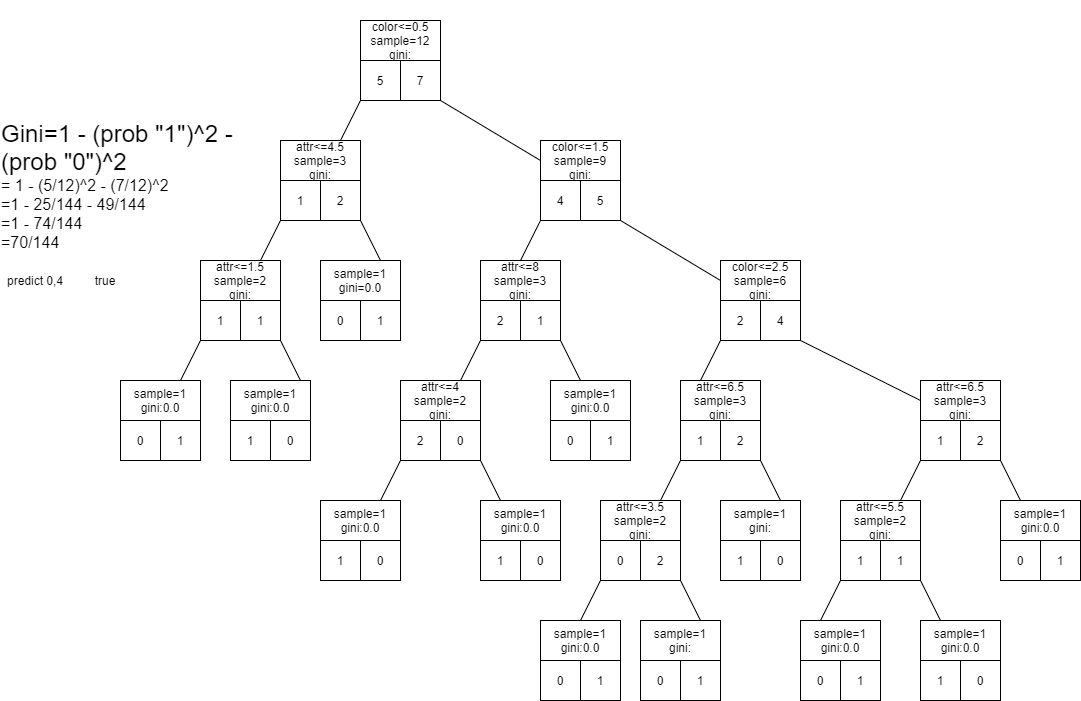 color<=0.5
sample=12
gini:
5 7
Gini=1 - (prob "1")^2 -
(prob "0")^2
= 1 - (5/12)^2 - (7/12)^2
=1 - 25/144 - 49/144
=1 - 74/144
=70/144
predict 0,4 true
attr<=4.5
sample=3
gini:
1 2
color<=1.5
sample=9
gini:
4 5
attr<=1.5
sample=2
gini:
1 1
sample=1
gini=0.0
0 1
attr<=8
sample=3
gini:
2 1
color<=2.5
sample=6
gini:
2 4
sample=1
gini:0.0
0 1
sample=1
gini:0.0
1 0
attr<=4
sample=2
gini:
2 0
sample=1
gini:0.0
0 1
attr<=6.5
sample=3
gini:
1 2
attr<=6.5
sample=3
gini:
1 2
sample=1
gini:0.0
1 0
sample=1
gini:0.0
1 0
attr<=3.5
sample=2
gini:
0 2
sample=1
gini:
1 0
attr<=5.5
sample=2
gini:
1 1
sample=1
gini:0.0
0 1
sample=1
gini:0.0
0 1
sample=1
gini:
0 1
sample=1
gini:0.0
0 1
sample=1
gini:0.0
1 0